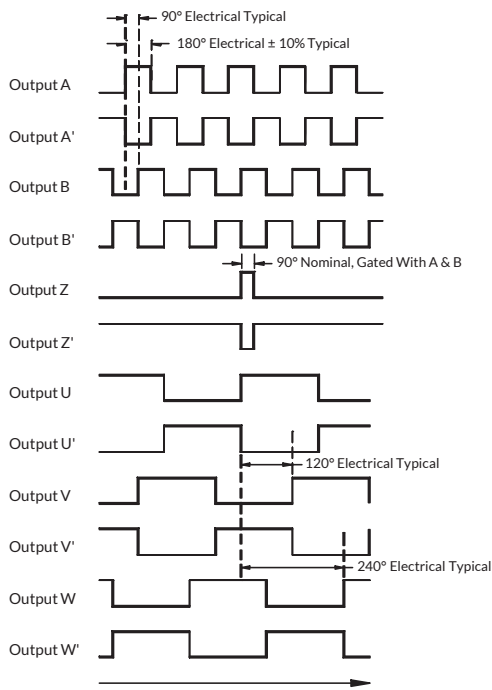 90° Electrical Typical
180° Electrical ± 10% Typical
Output A
Output A'
Output B
Output B'
90° Nominal, Gated With A & B
Output Z
Output Z'
Output U
Output U'
120° Electrical Typical
Output V
Output V'
240° Electrical Typical
Output W
Output W'